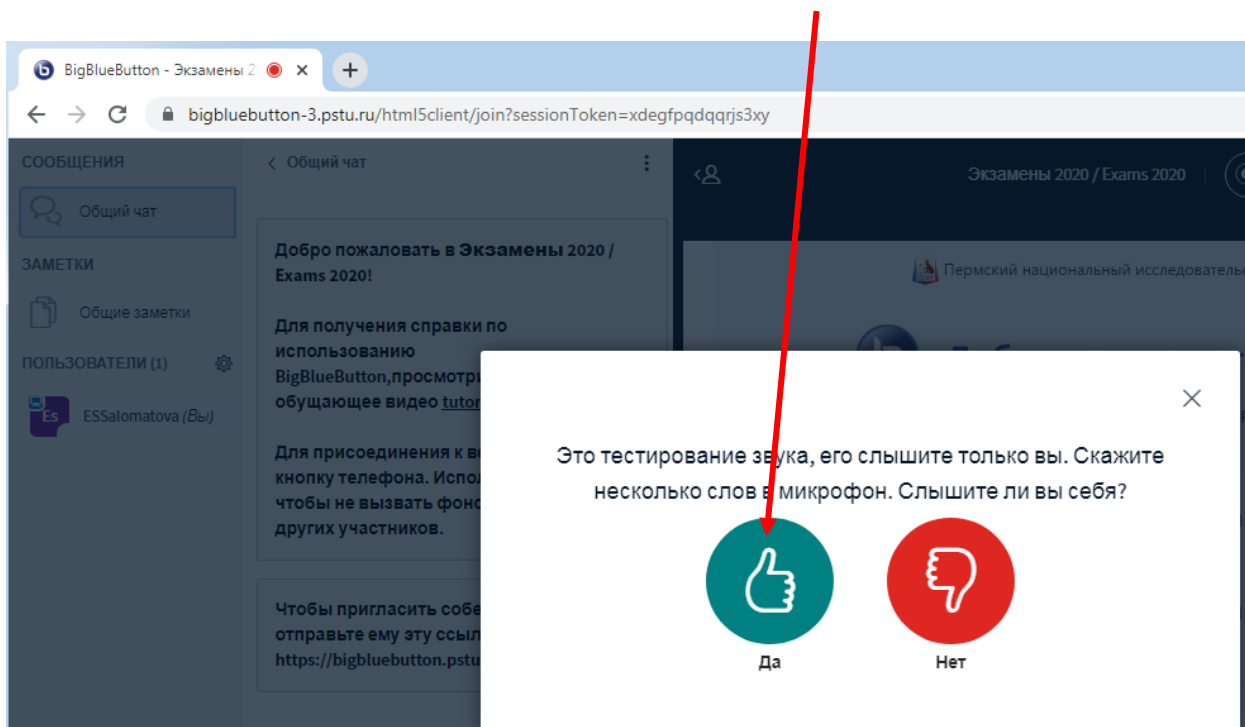 BigBlueButton - Экзамены 2
bigbluebutton-3.pstu.ru/html5client/join?sessionToken=xdegfpqdqqrjs3xy
СООБЩЕНИЯ
Общий чат
ЗАМЕТКИ
Общие заметки
ПОЛЬЗОВАТЕЛИ (1)
Es
ESSalomatova (Вы)
Общий чат
Добро пожаловать в Экзамены 2020 /
Exams 2020!
Для получения справки по
использованию
BigBlueButton,просмотри
обущающее видео tutor
Для присоединения к в
кнопку телефона. Испол
чтобы не вызвать фоно
других участников.
Чтобы пригласить собе
отправьте ему эту ссыл
https://bigbluebutton.pstu
Экзамены 2020 / Exams 2020
Пермский национальный исследователь
Это тестирование звука, его слышите только вы. Скажите
несколько слов в микрофон. Слышите ли вы себя?
Да
Нет